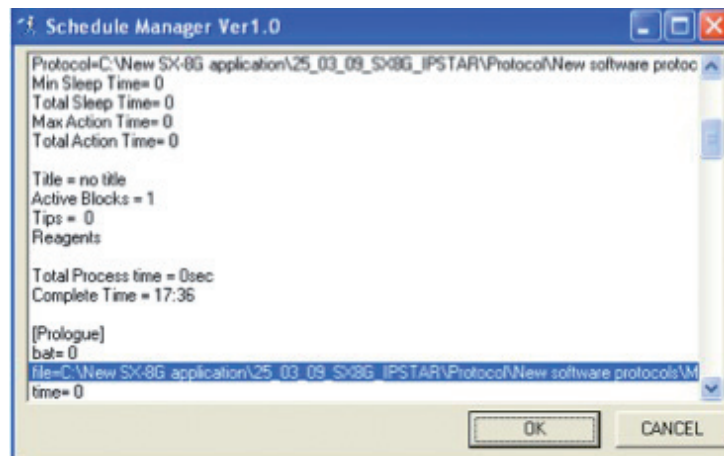 Schedule Manager Ver1.0
Protocol=C:\New SX-8G application\25_03_09_SX8G_IPSTAR\Protocol\New software protoc
Min Sleep Time= 0
Total Sleep Time= 0
Max Action Time= 0
Total Action Time= 0
Title = no title
Active Blocks = 1
Tips = 0
Reagents
Total Process time = 0sec
Complete Time = 17:36
[Prologue]
bat= 0
file=C:\New SX-8G application\25_03_09_SX8G_IPSTAR\Protocol\New software protocols\M
time= 0
OK
CANCEL